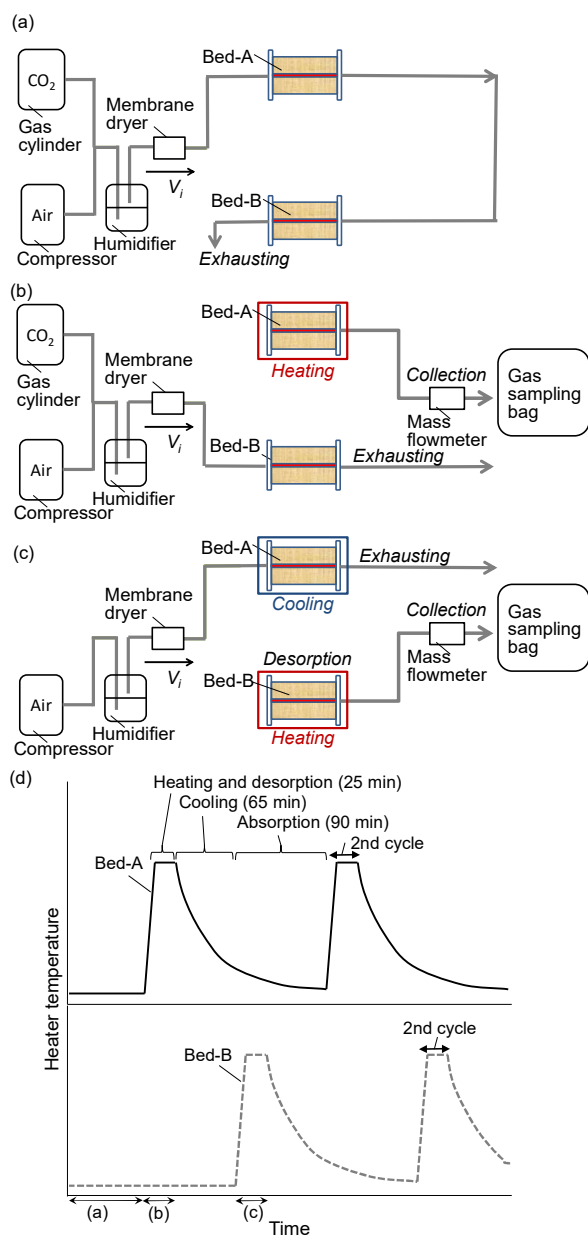 (a)
CO2
Gas
cylinder
Membrane
dryer
Vi
Air
Compressor
Humidifier
Bed-A
Bed-B
Exhausting
(b)
CO2
Gas
cylinder
Membrane
dryer
Vi
Air
Compressor
Humidifier
Bed-A
Heating
Bed-B
Exhausting
Collection
Mass
flowmeter
Gas
sampling
bag
(c)
Membrane
dryer
Vi
Air
Compressor
Humidifier
Bed-A
Exhausting
Cooling
Desorption
Bed-B
Heating
Collection
Mass
flowmeter
Gas
sampling
bag
(d)
Heating and desorption (25 min)
Cooling (65 min)
Absorption (90 min)
2nd cycle
Bed-A
Heater temperature
2nd cycle
Bed-B
(a)
(b)
(c)
Time